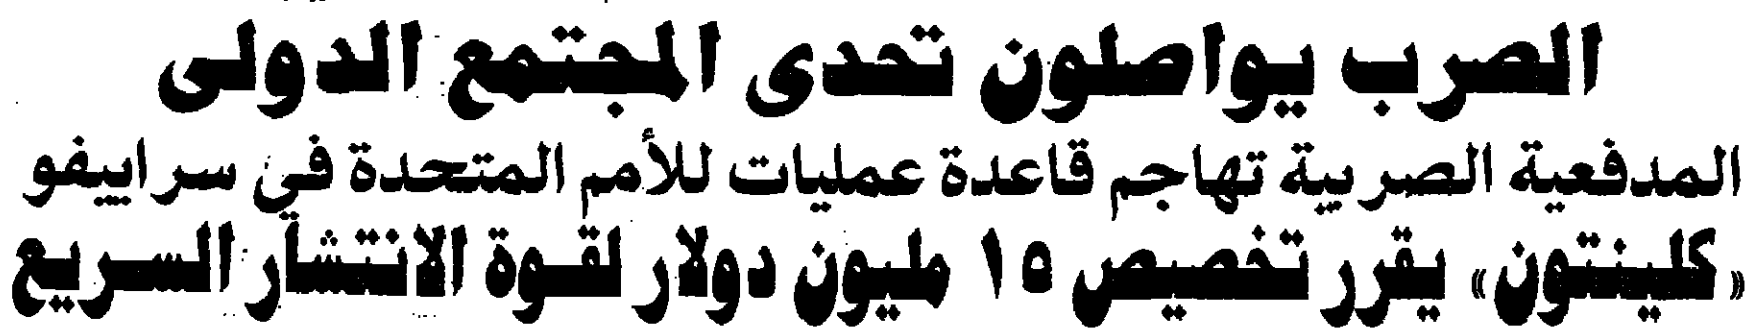 الصرب يواصلون تحدى المجتمع الدولى
المدفعية الصربية تهاجم قاعدة عمليات للأمم المتحدة في سراييفو
«كلينتون» يقرر تخصيص ١٥ مليون دولار لقوة الانتشار السريع